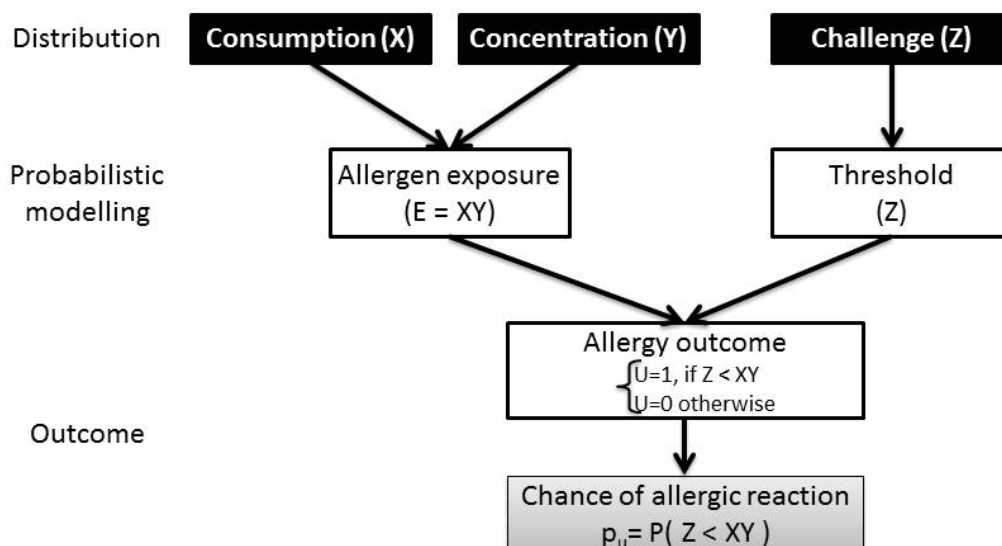 Distribution
Consumption (X)
Concentration (Y)
Challenge (Z)
Probabilistic
modelling
Allergen exposure
(E = XY)
Threshold
(Z)
Allergy outcome
U=1, if Z < XY
U=0 otherwise
Outcome
Chance of allergic reaction
pᵤ= P( Z < XY )